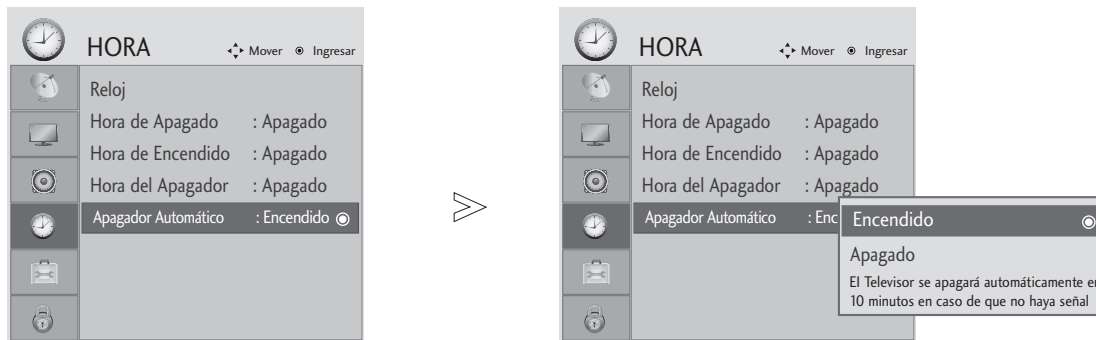 HORA Mover Ingresar
Reloj
Hora de Apagado : Apagado
Hora de Encendido : Apagado
Hora del Apagador : Apagado
Apagador Automático : Encendido
>
HORA Mover Ingresar
Reloj
Hora de Apagado : Apagado
Hora de Encendido : Apagado
Hora del Apagador : Apagado
Apagador Automático : Enc
Encendido
Apagado
El Televisor se apagará automáticamente en
10 minutos en caso de que no haya señal